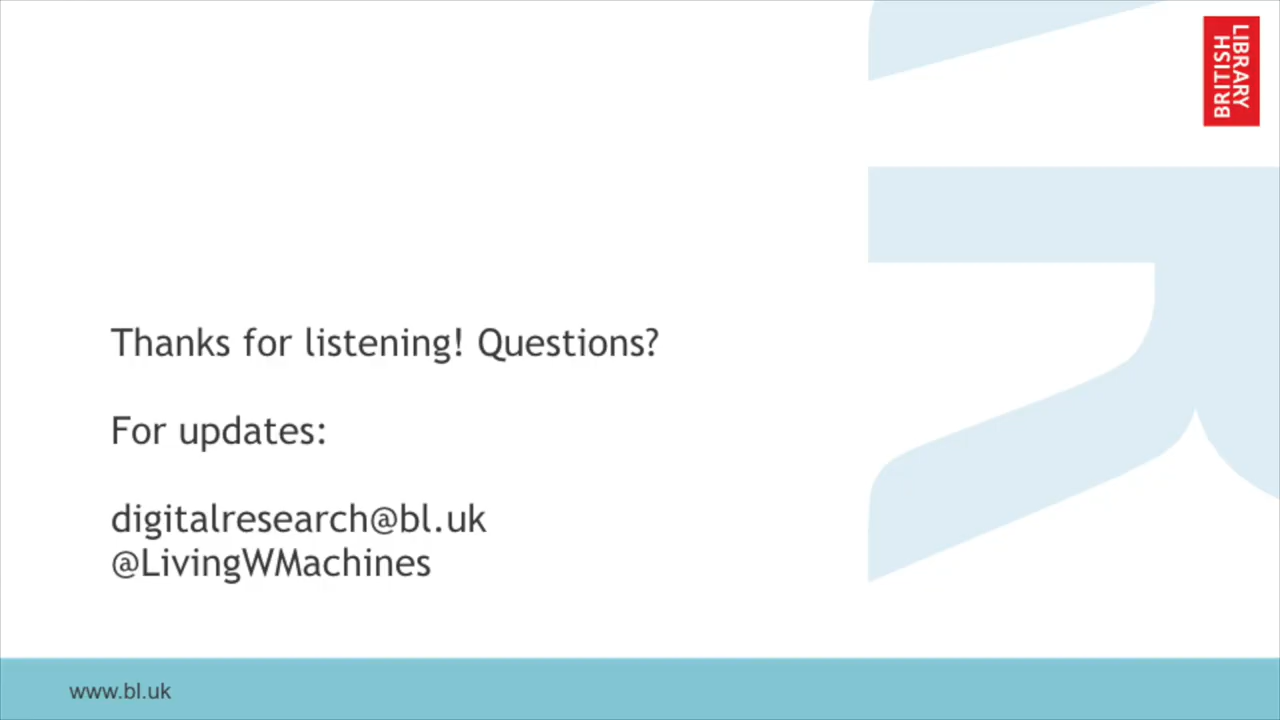 BRITISH
LIBRARY
Thanks for listening! Questions?
For updates:
digitalresearch@bl.uk
@LivingWMachines
www.bl.uk